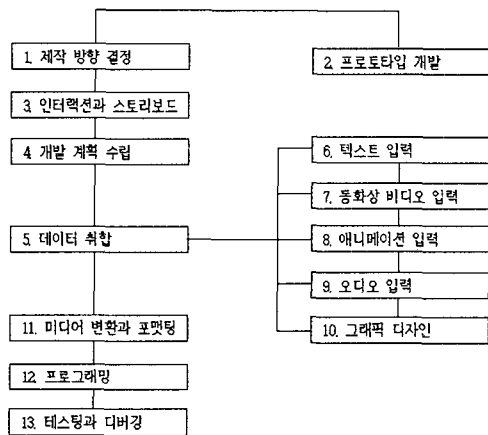 1. 제작 방향 결정
2. 프로토타입 개발
3. 인터랙션과 스토리보드
4. 개발 계획 수립
5. 데이터 취합
6. 텍스트 입력
7. 동화상 비디오 입력
8. 애니메이션 입력
9. 오디오 입력
10. 그래픽 디자인
11. 미디어 변환과 포맷팅
12. 프로그래밍
13. 테스팅과 디버깅